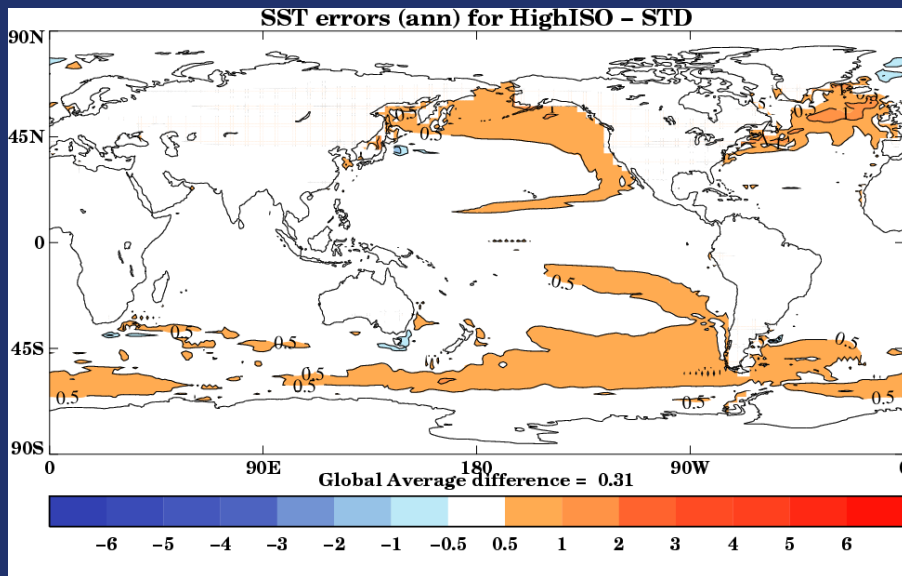 SST errors (ann) for HighISO – STD
90N
0.5
0.5
0.5
45N
0
0.5
0.5
0.5
0.5
45S
0.5
0.5
0.5
0.5
0.5
90S
0 90E 180 90W 0
Global Average difference = 0.31
−6 −5 −4 −3 −2 −1 −0.5 0.5 1 2 3 4 5 6